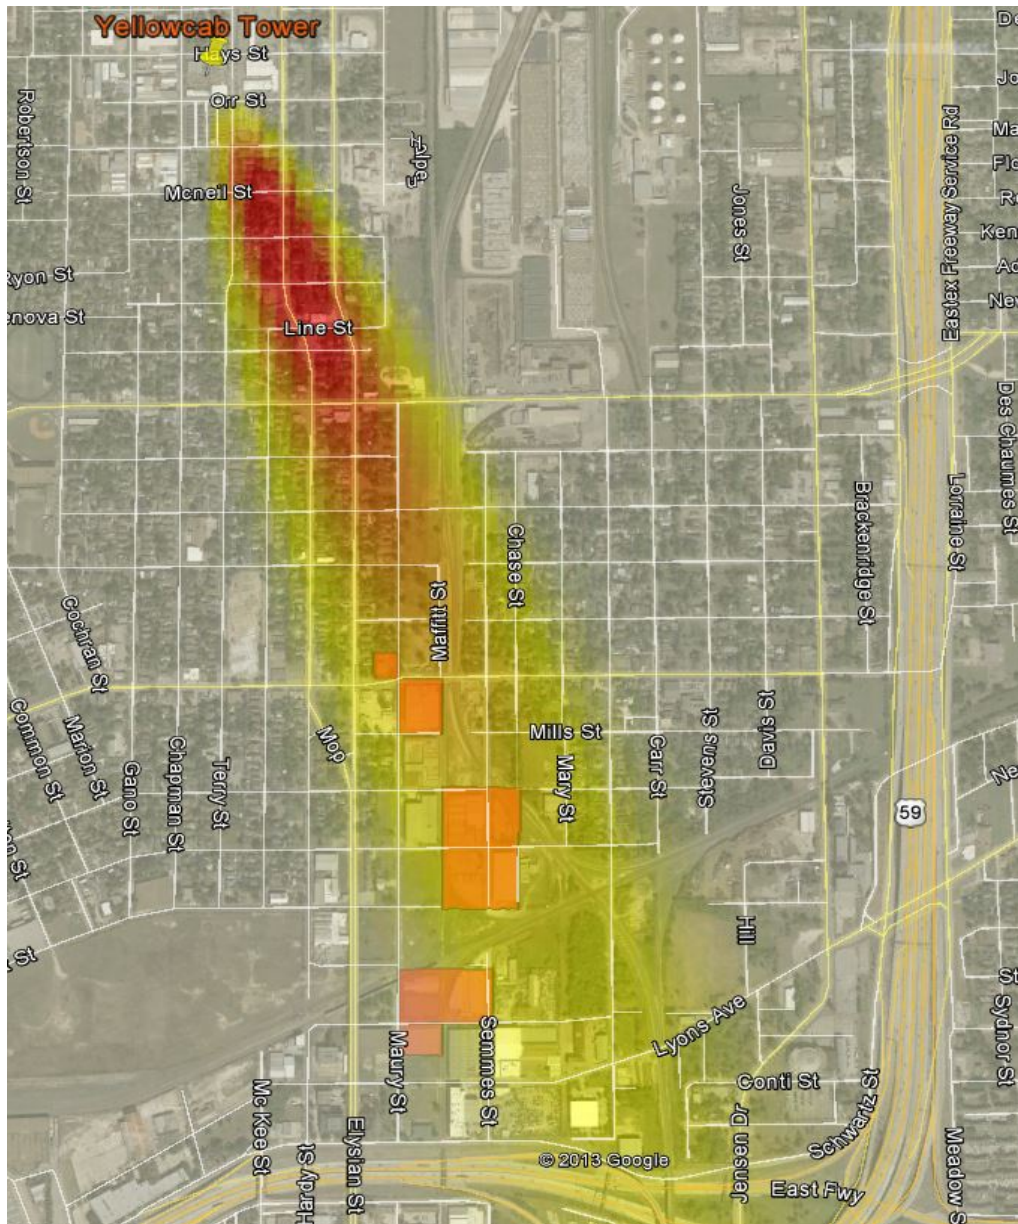 Yellowcab Tower
Hays St
Orr St
Robertson St
Mcneil St
Jones St
Eastex Freeway Service Rd
Ryon St
Line St
Des Chaumes St
Lorraine St
Brackenridge St
Chase St
Maffitt St
Cochran St
Common St
Marion St
Gano St
Chapman St
Terry St
Mop
Mills St
Mary St
Carr St
Stevens St
Davis St
59
Hill
St
Sydnor St
Lyons Ave
Semmes St
Maury St
Conti St
Schwartz St
Mc Kee St
Hardy St
Elysian St
Jensen Dr
© 2013 Google
East Fwy
Meadow S